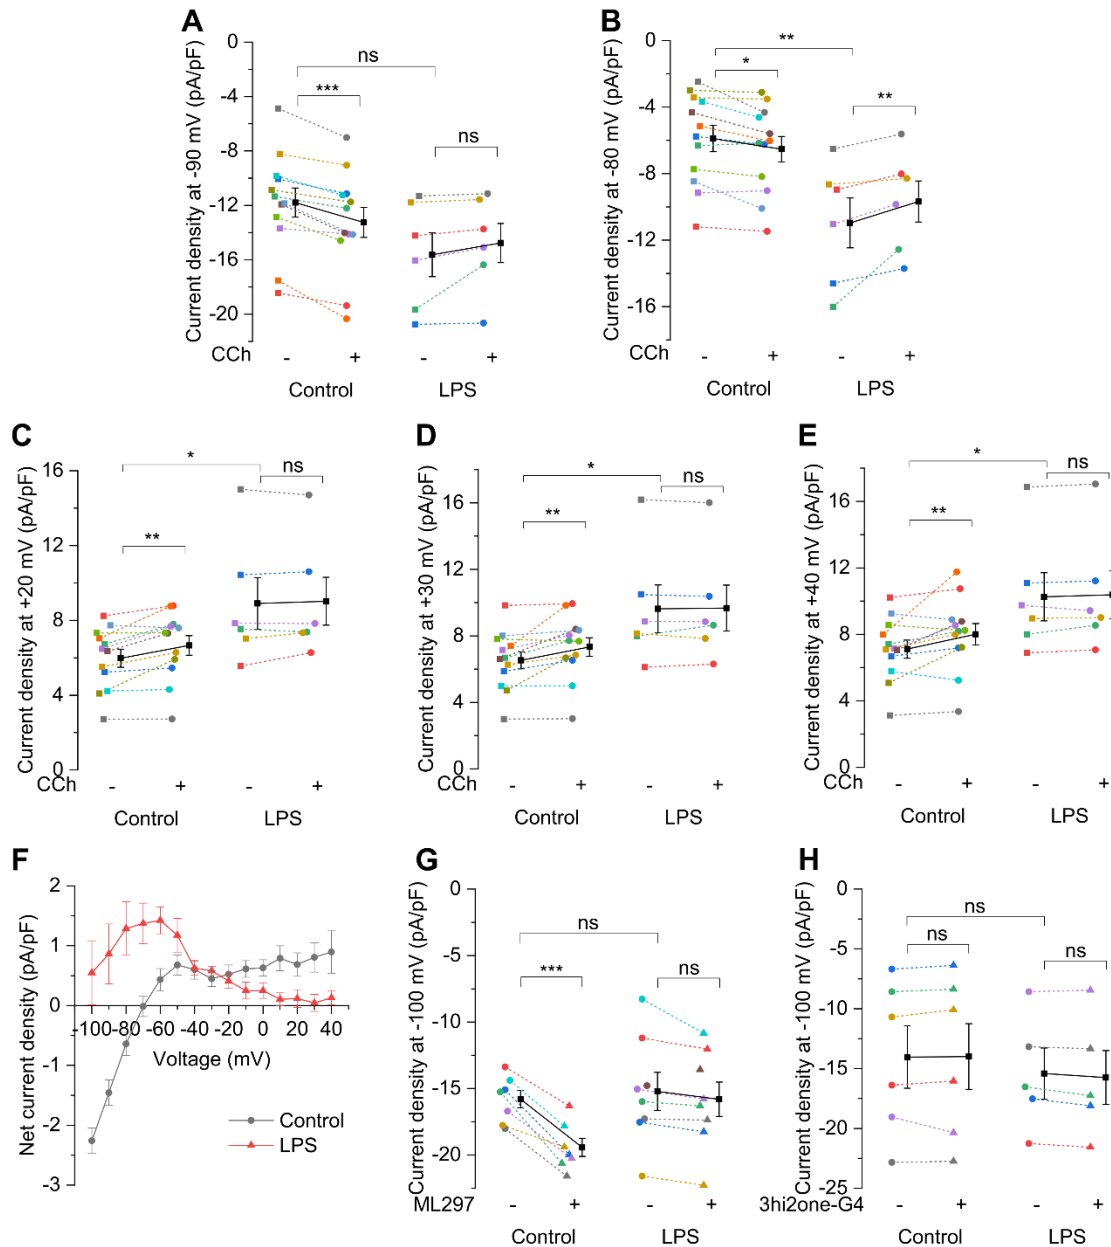 A
Current density at -90 mV (pA/pF)
0
-4
-8
-12
-16
-20
ns
***
ns
CCh
- + - +
Control LPS
B
Current density at -80 mV (pA/pF)
0
-4
-8
-12
-16
**
*
**
CCh
- + - +
Control LPS
C
Current density at +20 mV (pA/pF)
16
12
8
4
0
*
ns
**
CCh
- + - +
Control LPS
D
Current density at +30 mV (pA/pF)
16
12
8
4
0
*
ns
**
CCh
- + - +
Control LPS
E
Current density at +40 mV (pA/pF)
16
12
8
4
0
*
ns
**
CCh
- + - +
Control LPS
F
Net current density (pA/pF)
2
1
0
-1
-2
-3
-100 -80 -60 -40 -20 0 20 40
Voltage (mV)
Control
LPS
G
Current density at -100 mV (pA/pF)
0
-5
-10
-15
-20
ns
***
ns
ML297
- + - +
Control LPS
H
Current density at -100 mV (pA/pF)
0
-5
-10
-15
-20
-25
ns
ns
ns
3hi2one-G4
- + - +
Control LPS